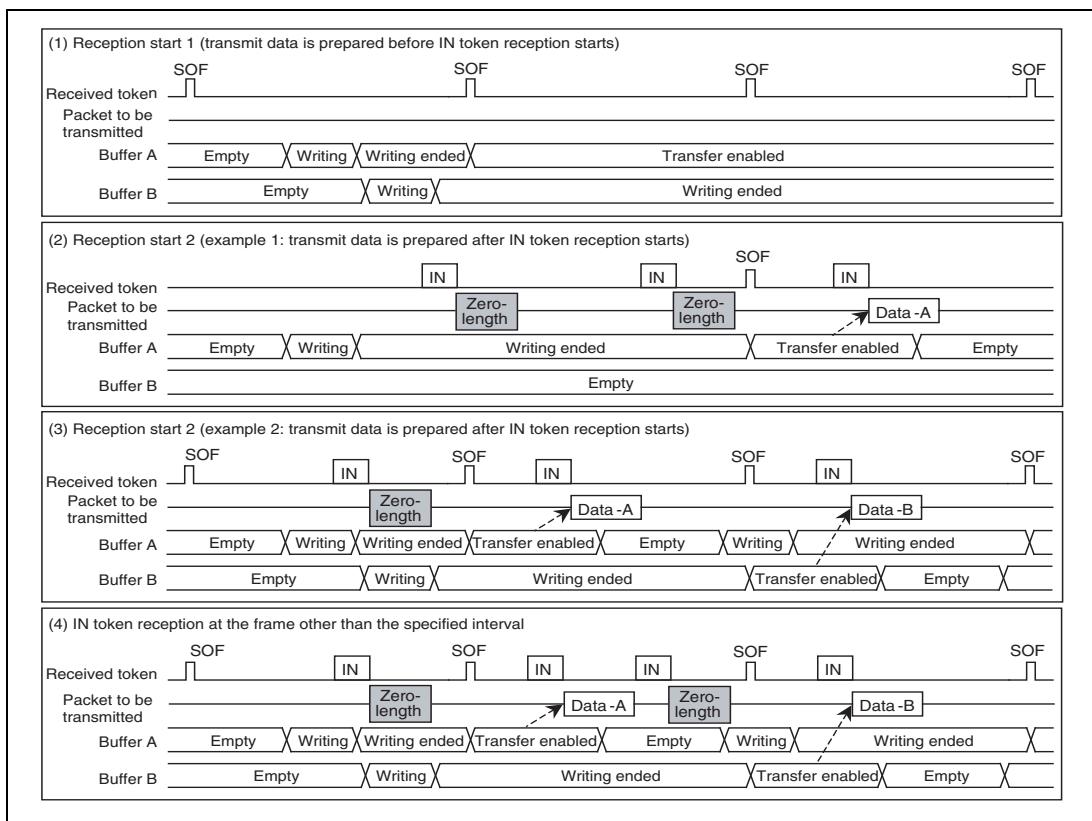 (1) Reception start 1 (transmit data is prepared before IN token reception starts)
SOF SOF SOF SOF
Received token
Packet to be
transmitted
Buffer A Empty Writing Writing ended Transfer enabled
Buffer B Empty Writing Writing ended
(2) Reception start 2 (example 1: transmit data is prepared after IN token reception starts)
SOF
Received token IN IN IN
Packet to be
transmitted
Zero-
length
Zero-
length
Data -A
Buffer A Empty Writing Writing ended Transfer enabled Empty
Buffer B Empty
(3) Reception start 2 (example 2: transmit data is prepared after IN token reception starts)
SOF SOF SOF SOF
Received token IN IN IN
Packet to be
transmitted
Zero-
length
Data -A Data -B
Buffer A Empty Writing Writing ended Transfer enabled Empty Writing Writing ended
Buffer B Empty Writing Writing ended Transfer enabled Empty
(4) IN token reception at the frame other than the specified interval
SOF SOF SOF SOF
Received token IN IN IN IN
Packet to be
transmitted
Zero-
length
Data -A
Zero-
length
Data -B
Buffer A Empty Writing Writing ended Transfer enabled Empty Writing Writing ended
Buffer B Empty Writing Writing ended Transfer enabled Empty